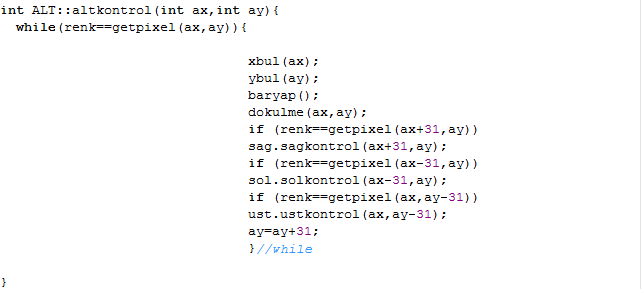 int ALT::altkontrol(int ax,int ay){
while(renk==getpixel(ax,ay)){
xbul(ax);
ybul(ay);
baryap();
dokulme(ax,ay);
if (renk==getpixel(ax+31,ay))
sag.sagkontrol(ax+31,ay);
if (renk==getpixel(ax-31,ay))
sol.solkontrol(ax-31,ay);
if (renk==getpixel(ax,ay-31))
ust.ustkontrol(ax,ay-31);
ay=ay+31;
}//while
}